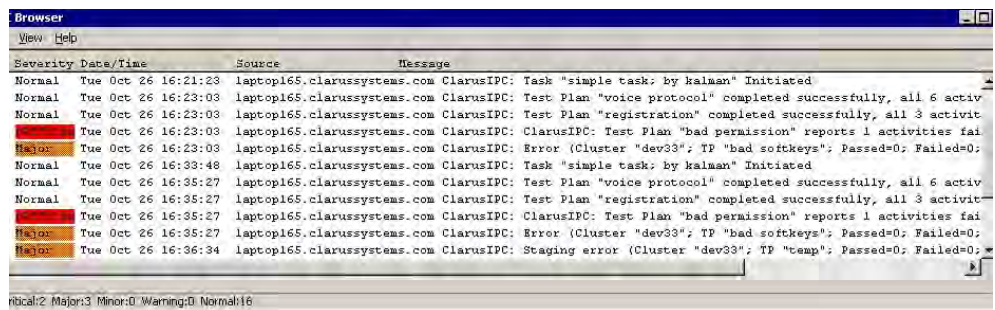 Browser
View Help
Severity Date/Time Source Message
Normal Tue Oct 26 16:21:23 laptop165.clarussystems.com ClarusIPC: Task "simple task; by kalman" Initiated
Normal Tue Oct 26 16:23:03 laptop165.clarussystems.com ClarusIPC: Test Plan "voice protocol" completed successfully, all 6 activ
Normal Tue Oct 26 16:23:03 laptop165.clarussystems.com ClarusIPC: Test Plan "registration" completed successfully, all 3 activit
Tue Oct 26 16:23:03 laptop165.clarussystems.com ClarusIPC: ClarusIPC: Test Plan "bad permission" reports 1 activities fai
Major Tue Oct 26 16:23:03 laptop165.clarussystems.com ClarusIPC: Error (Cluster "dev33"; TP "bad softkeys"; Passed=0; Failed=0;
Normal Tue Oct 26 16:33:48 laptop165.clarussystems.com ClarusIPC: Task "simple task; by kalman" Initiated
Normal Tue Oct 26 16:35:27 laptop165.clarussystems.com ClarusIPC: Test Plan "voice protocol" completed successfully, all 6 activ
Normal Tue Oct 26 16:35:27 laptop165.clarussystems.com ClarusIPC: Test Plan "registration" completed successfully, all 3 activit
Tue Oct 26 16:35:27 laptop165.clarussystems.com ClarusIPC: ClarusIPC: Test Plan "bad permission" reports 1 activities fai
Major Tue Oct 26 16:35:27 laptop165.clarussystems.com ClarusIPC: Error (Cluster "dev33"; TP "bad softkeys"; Passed=0; Failed=0;
Major Tue Oct 26 16:36:34 laptop165.clarussystems.com ClarusIPC: Staging error (Cluster "dev33"; TP "temp"; Passed=0; Failed=0;
ritical:2 Major:3 Minor:0 Warning:0 Normal:16